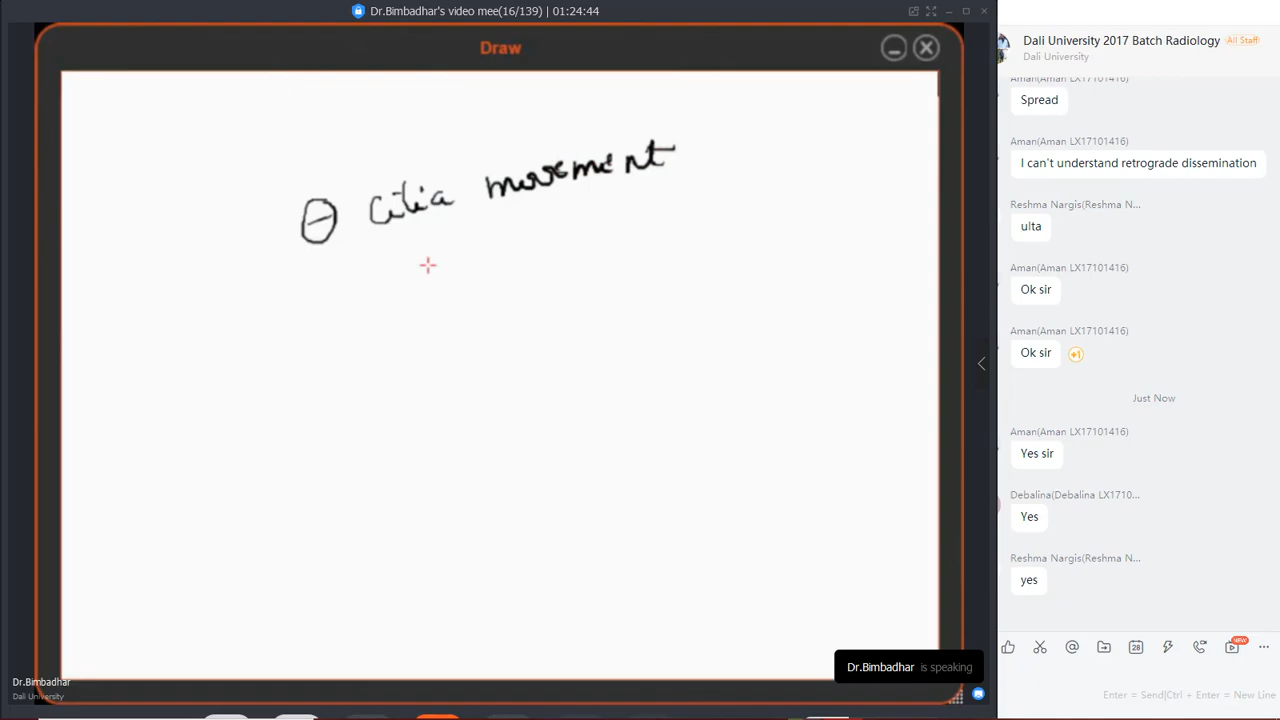 Dr.Bimbadhar's video mee(16/139) | 01:24:44
Draw
⊖ Cilia movement
Dr.Bimbadhar
Dali University
Dr.Bimbadhar is speaking
Dali University 2017 Batch Radiology All Staff
Dali University
Aman(Aman LX17101416)
Spread
Aman(Aman LX17101416)
I can't understand retrograde dissemination
Reshma Nargis(Reshma N...
ulta
Aman(Aman LX17101416)
Ok sir
Aman(Aman LX17101416)
Ok sir +1
Just Now
Aman(Aman LX17101416)
Yes sir
Debalina(Debalina LX1710...
Yes
Reshma Nargis(Reshma N...
yes
28 NEW
Enter = Send|Ctrl + Enter = New Line